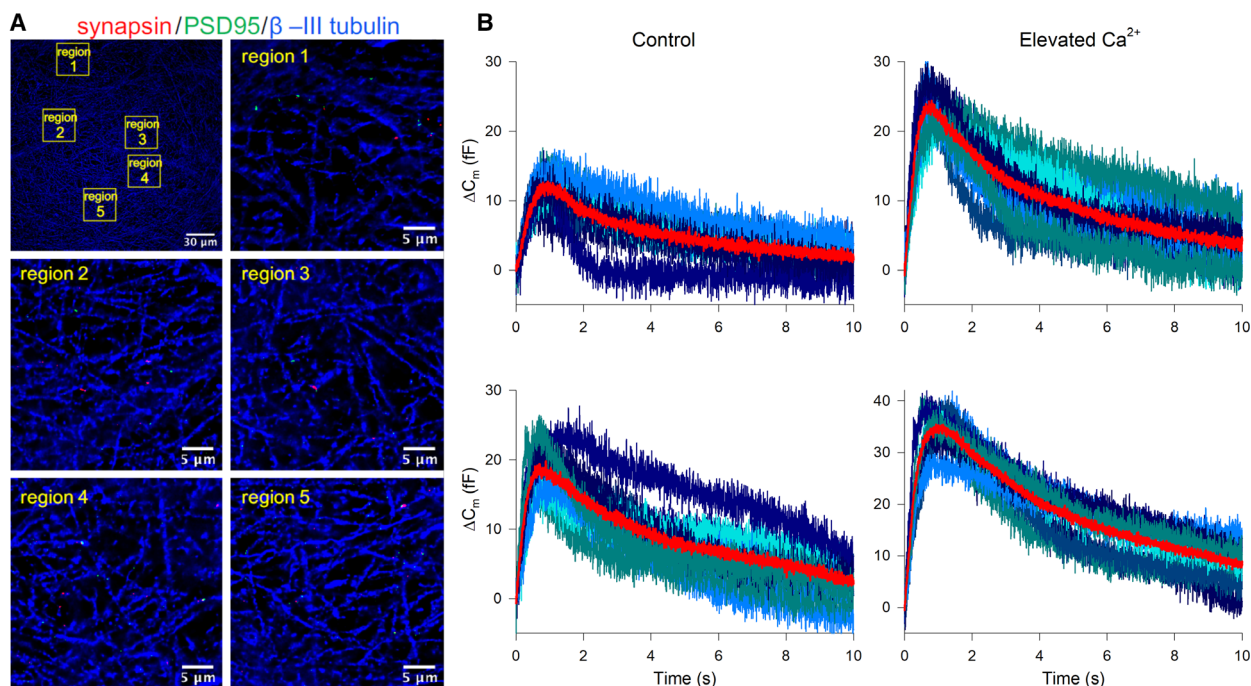 A
synapsin/PSD95/β –III tubulin
region
1
region
2
region
3
region
4
region
5
30 μm
region 1
5 μm
region 2
5 μm
region 3
5 μm
region 4
5 μm
region 5
5 μm
B
Control
Elevated Ca²⁺
ΔCₘ (fF)
30
20
10
0
0 2 4 6 8 10
ΔCₘ (fF)
30
20
10
0
0 2 4 6 8 10
ΔCₘ (fF)
30
20
10
0
0 2 4 6 8 10
Time (s)
ΔCₘ (fF)
40
30
20
10
0
0 2 4 6 8 10
Time (s)